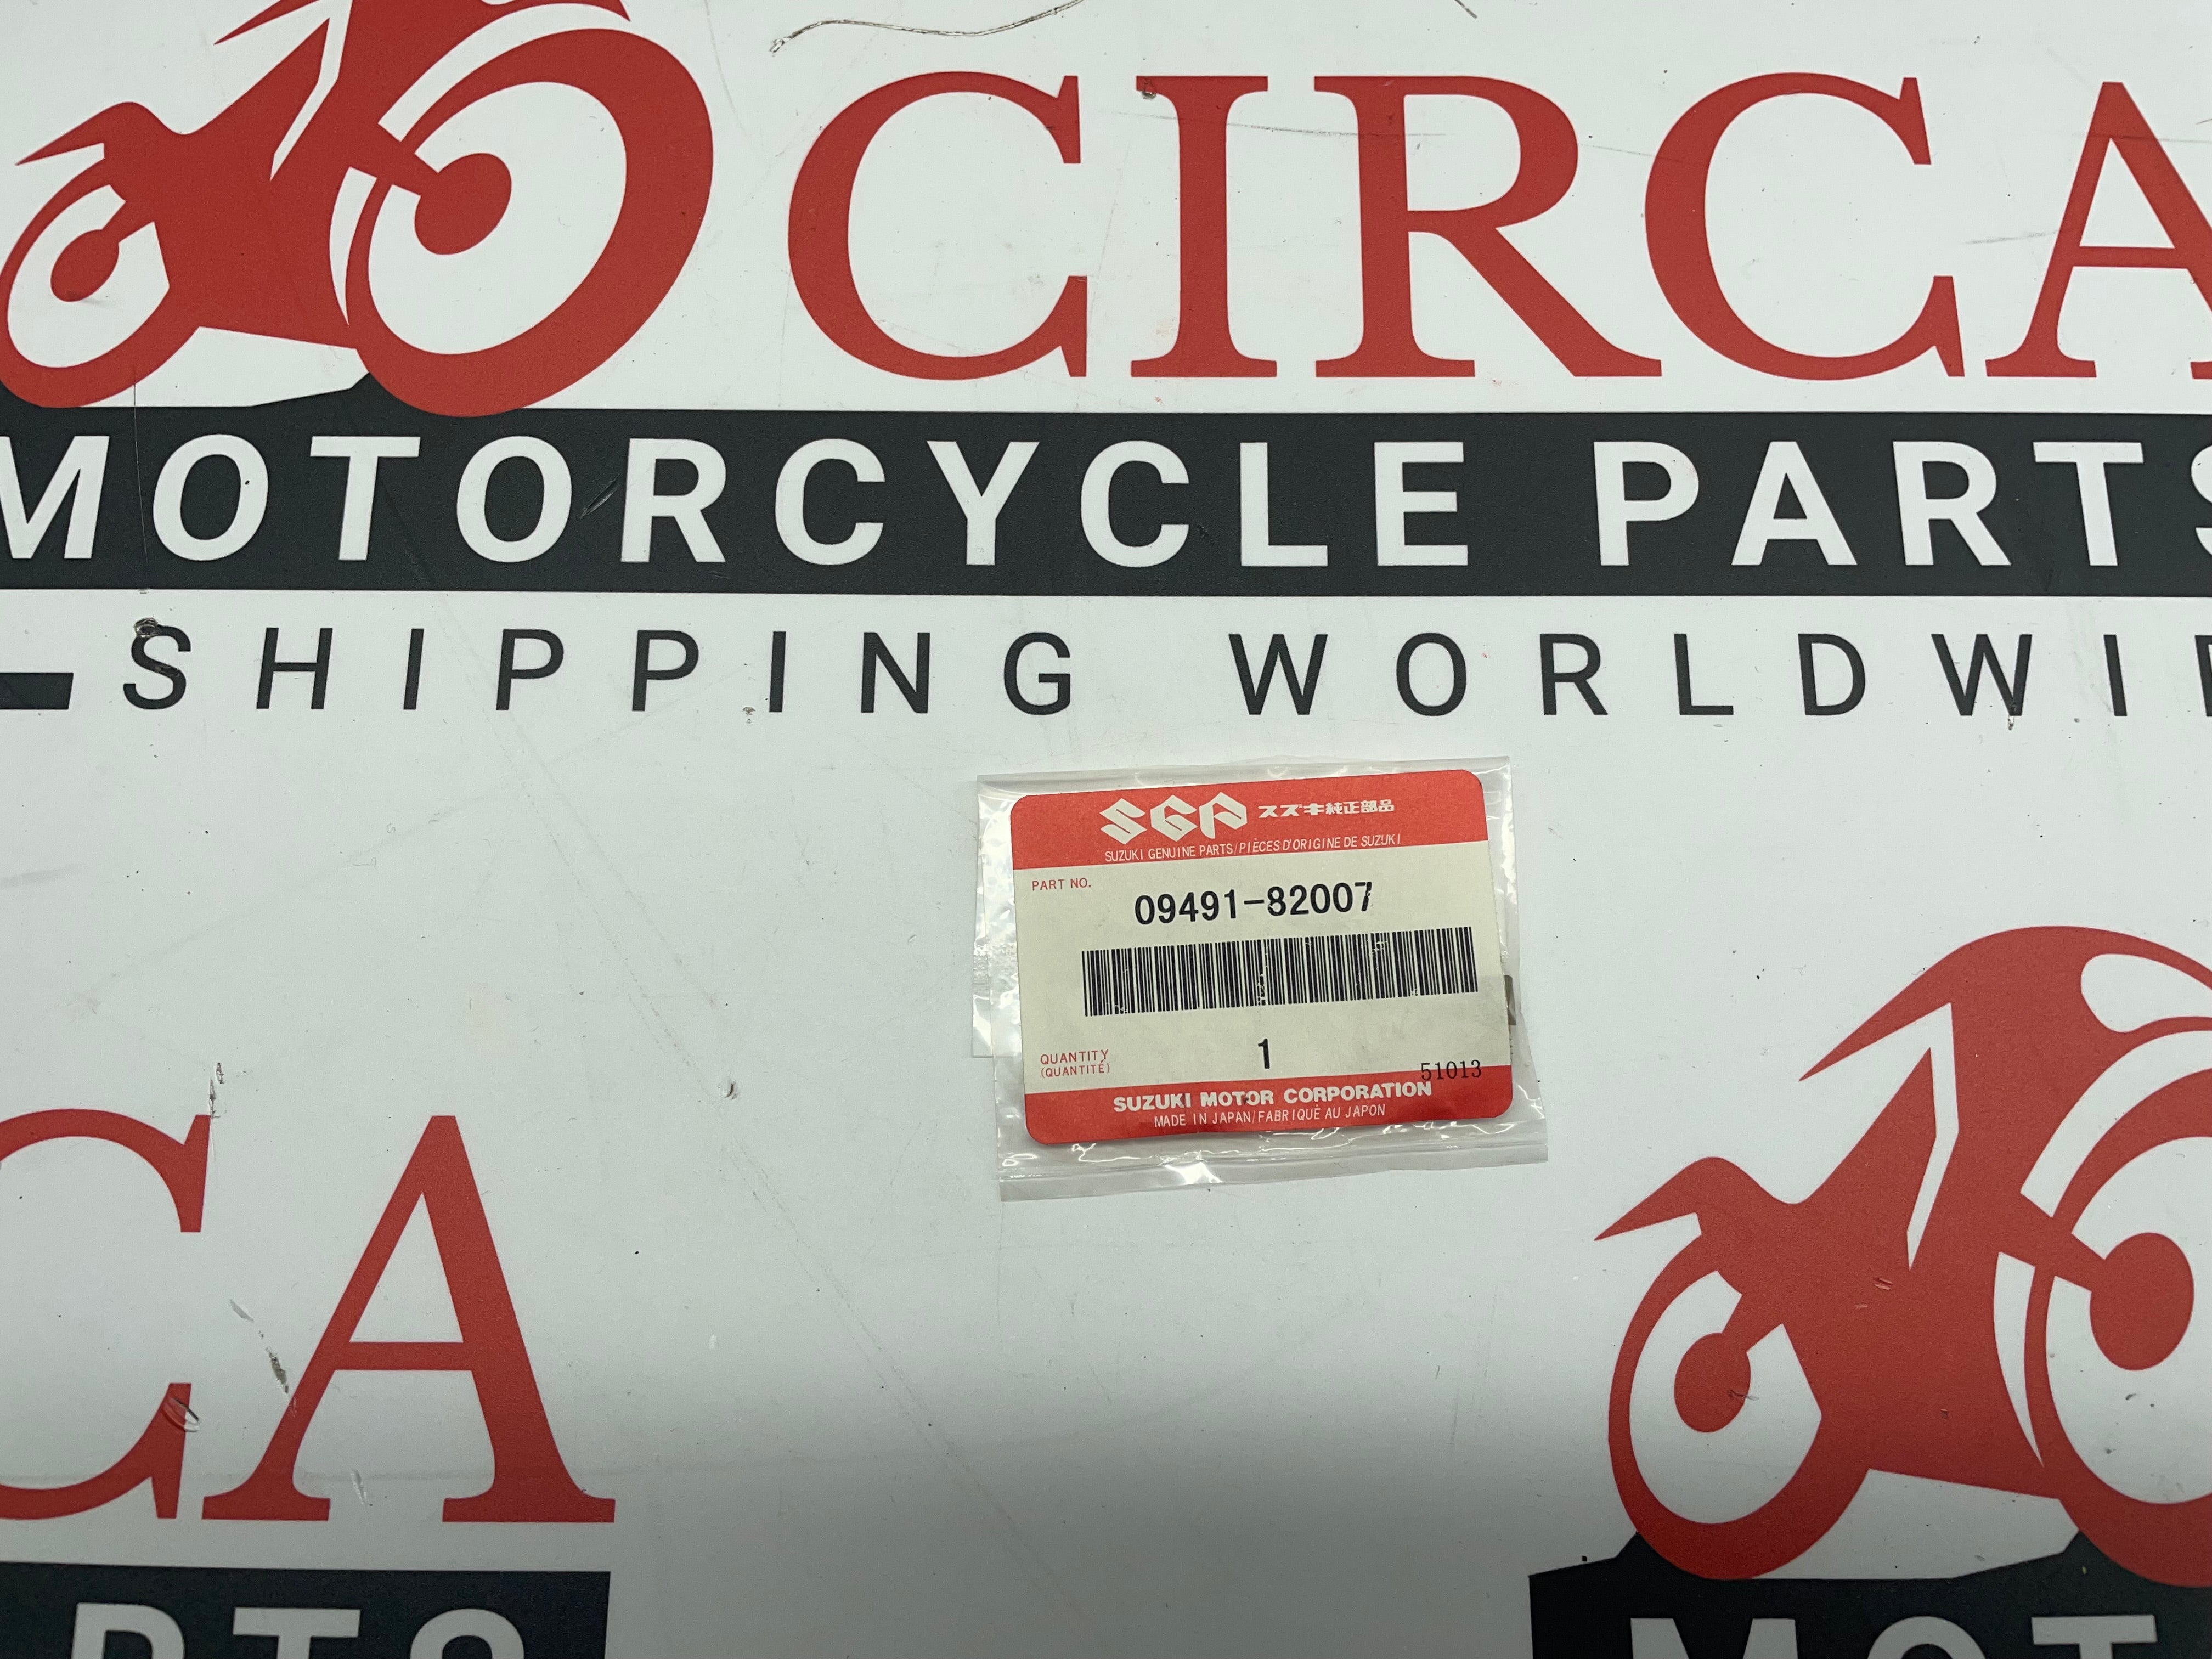 CIRCA
MOTORCYCLE PARTS
SHIPPING WORLDWI
SGP スズキ純正部品
SUZUKI GENUINE PARTS/PIÈCES D'ORIGINE DE SUZUKI
PART NO.
09491-82007
QUANTITY
(QUANTITÉ)
1
51013
SUZUKI MOTOR CORPORATION
MADE IN JAPAN/FABRIQUÉ AU JAPON
CA
RTS
MOT